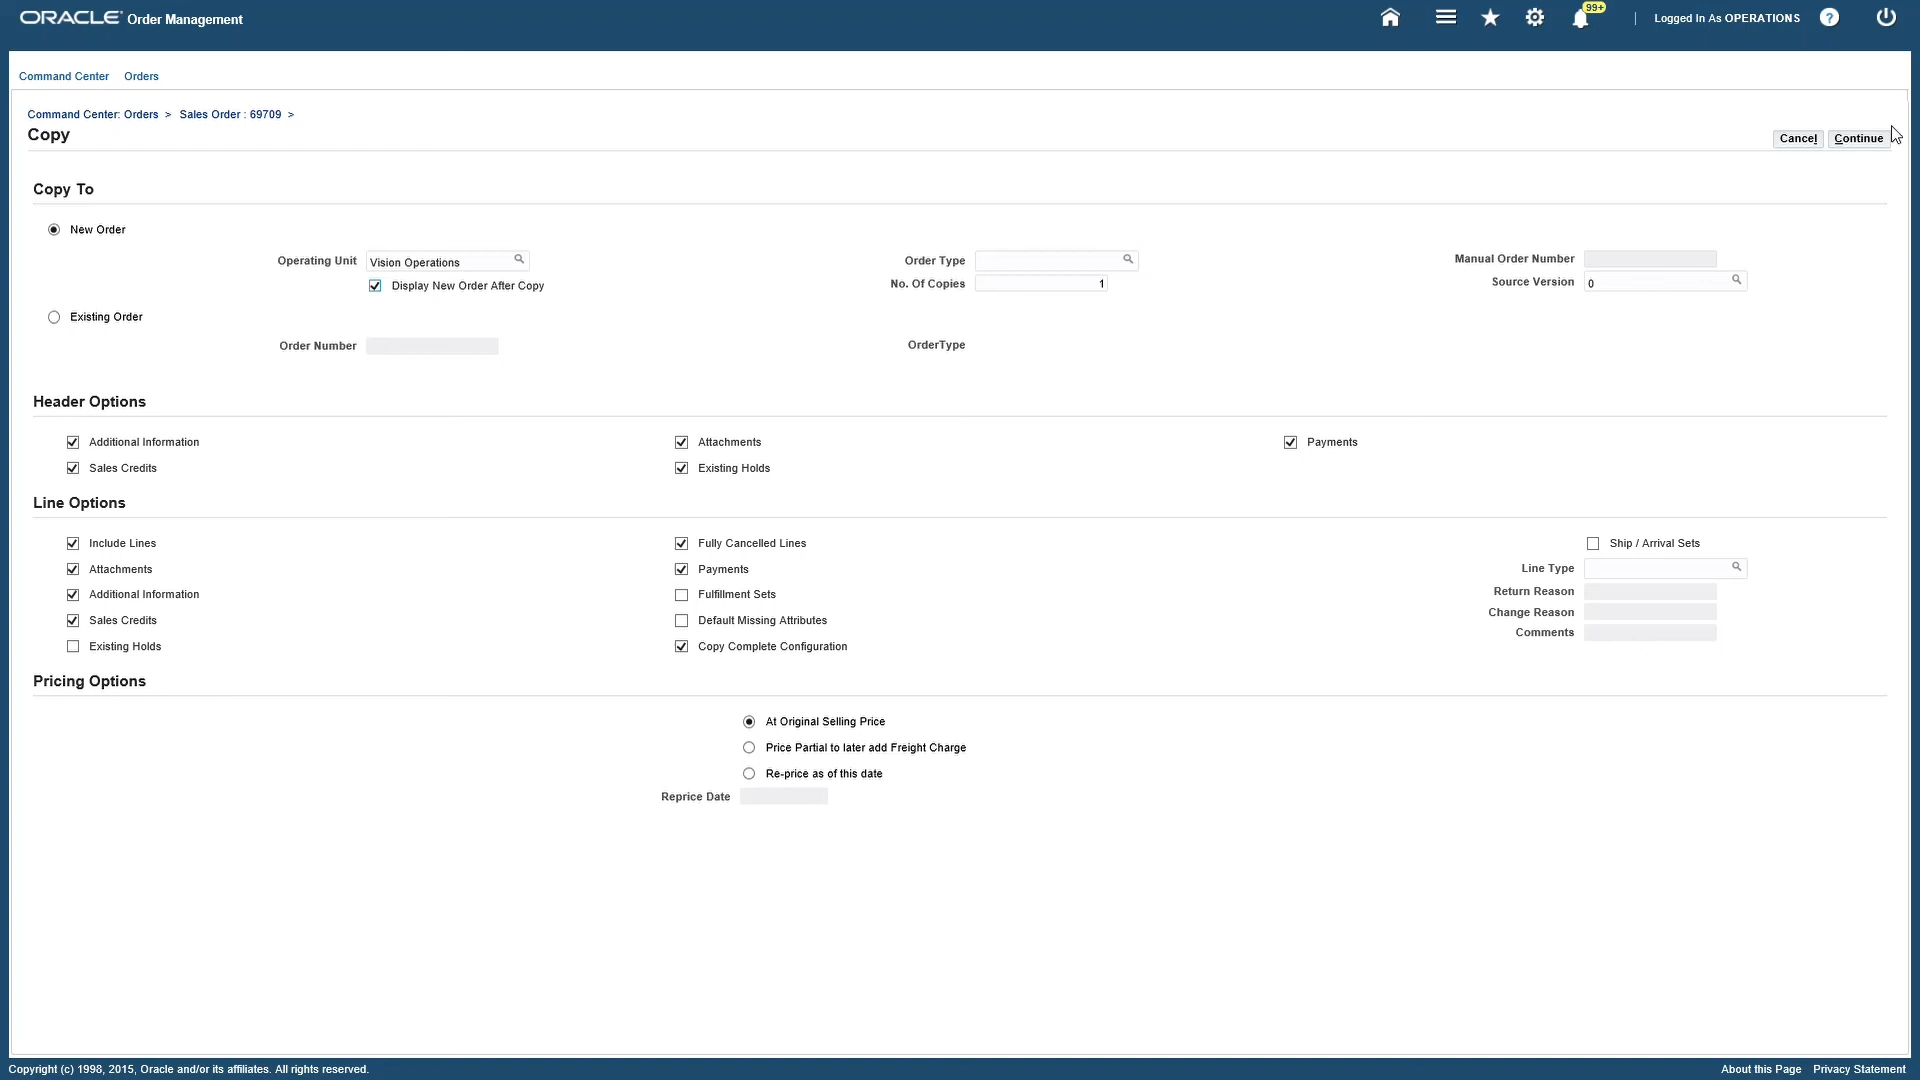 ORACLE Order Management
99+
Logged In As OPERATIONS
?
Command Center Orders
Command Center: Orders > Sales Order : 69709 >
Copy
Cancel Continue
Copy To
New Order
Operating Unit Vision Operations Order Type Manual Order Number
Display New Order After Copy No. Of Copies 1 Source Version 0
Existing Order
Order Number OrderType
Header Options
Additional Information Attachments Payments
Sales Credits Existing Holds
Line Options
Include Lines Fully Cancelled Lines Ship / Arrival Sets
Attachments Payments Line Type
Additional Information Fulfillment Sets Return Reason
Sales Credits Default Missing Attributes Change Reason
Comments
Existing Holds Copy Complete Configuration
Pricing Options
At Original Selling Price
Price Partial to later add Freight Charge
Re-price as of this date
Reprice Date
Copyright (c) 1998, 2015, Oracle and/or its affiliates. All rights reserved. About this Page Privacy Statement